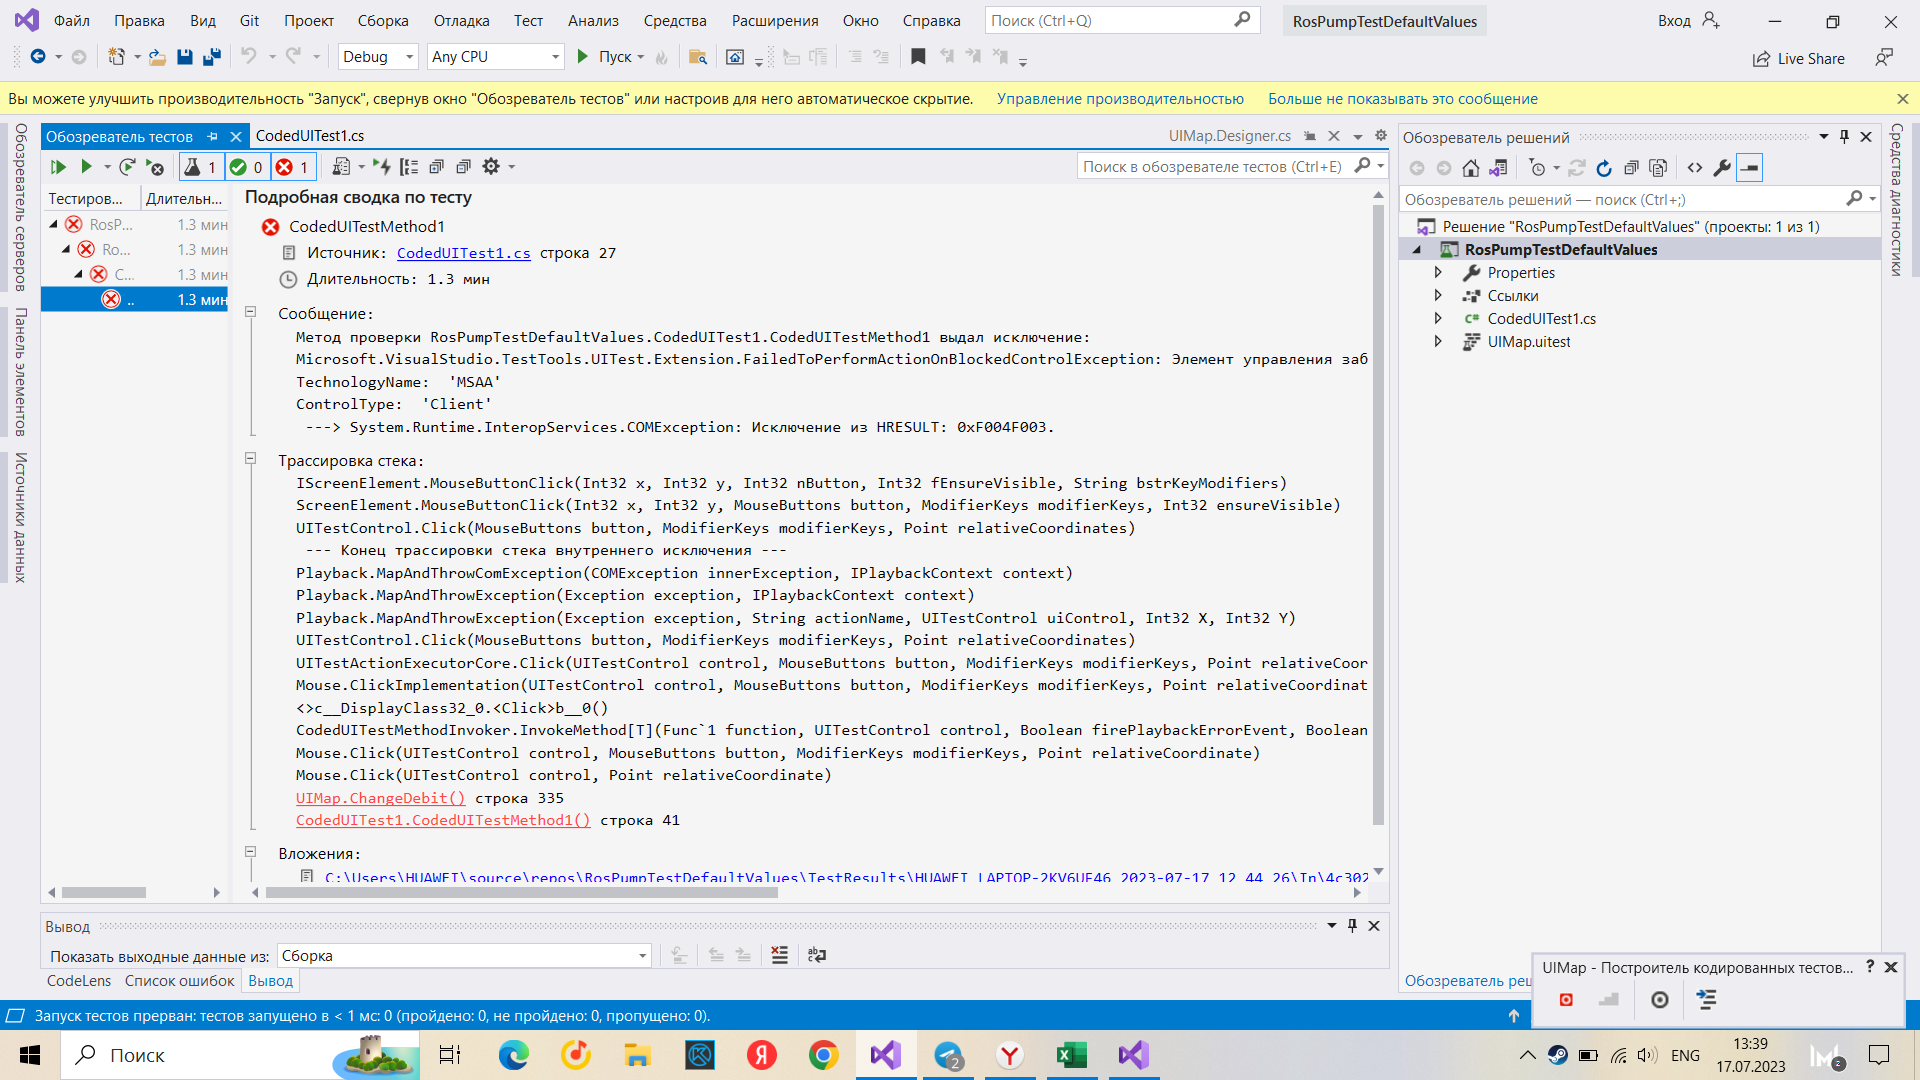 Файл Правка Вид Git Проект Сборка Отладка Тест Анализ Средства Расширения Окно Справка Поиск (Ctrl+Q) RosPumpTestDefaultValues Вход
Debug Any CPU Пуск Live Share
Вы можете улучшить производительность "Запуск", свернув окно "Обозреватель тестов" или настроив для него автоматическое скрытие. Управление производительностью Больше не показывать это сообщение
Обозреватель серверов
Панель элементов
Источники данных
Обозреватель тестов CodedUITest1.cs UIMap.Designer.cs
1 0 1 Поиск в обозревателе тестов (Ctrl+E)
Тестиров... Длительн...
RosP... 1.3 мин
Ro... 1.3 мин
C... 1.3 мин
.. 1.3 мин
Подробная сводка по тесту
CodedUITestMethod1
Источник: CodedUITest1.cs строка 27
Длительность: 1.3 мин
Сообщение:
Метод проверки RosPumpTestDefaultValues.CodedUITest1.CodedUITestMethod1 выдал исключение:
Microsoft.VisualStudio.TestTools.UITest.Extension.FailedToPerformActionOnBlockedControlException: Элемент управления заб
TechnologyName: 'MSAA'
ControlType: 'Client'
---> System.Runtime.InteropServices.COMException: Исключение из HRESULT: 0xF004F003.
Трассировка стека:
IScreenElement.MouseButtonClick(Int32 x, Int32 y, Int32 nButton, Int32 fEnsureVisible, String bstrKeyModifiers)
ScreenElement.MouseButtonClick(Int32 x, Int32 y, MouseButtons button, ModifierKeys modifierKeys, Int32 ensureVisible)
UITestControl.Click(MouseButtons button, ModifierKeys modifierKeys, Point relativeCoordinates)
--- Конец трассировки стека внутреннего исключения ---
Playback.MapAndThrowComException(COMException innerException, IPlaybackContext context)
Playback.MapAndThrowException(Exception exception, IPlaybackContext context)
Playback.MapAndThrowException(Exception exception, String actionName, UITestControl uiControl, Int32 X, Int32 Y)
UITestControl.Click(MouseButtons button, ModifierKeys modifierKeys, Point relativeCoordinates)
UITestActionExecutorCore.Click(UITestControl control, MouseButtons button, ModifierKeys modifierKeys, Point relativeCoor
Mouse.ClickImplementation(UITestControl control, MouseButtons button, ModifierKeys modifierKeys, Point relativeCoordinat
<>c__DisplayClass32_0.<Click>b__0()
CodedUITestMethodInvoker.InvokeMethod[T](Func`1 function, UITestControl control, Boolean firePlaybackErrorEvent, Boolean
Mouse.Click(UITestControl control, MouseButtons button, ModifierKeys modifierKeys, Point relativeCoordinate)
Mouse.Click(UITestControl control, Point relativeCoordinate)
UIMap.ChangeDebit() строка 335
CodedUITest1.CodedUITestMethod1() строка 41
Вложения:
C:\Users\HUAWEI\source\repos\RosPumpTestDefaultValues\TestResults\HUAWEI_LAPTOP-2KV6UF46_2023-07-17_12_44_26\In\4c302
Вывод
Показать выходные данные из: Сборка
CodeLens Список ошибок Вывод
Обозреватель решений
Обозреватель решений — поиск (Ctrl+;)
Решение "RosPumpTestDefaultValues" (проекты: 1 из 1)
RosPumpTestDefaultValues
Properties
Ссылки
C# CodedUITest1.cs
UIMap.uitest
Средства диагностики
Обозреватель реш
UIMap - Построитель кодированных тестов...
Запуск тестов прерван: тестов запущено в < 1 мс: 0 (пройдено: 0, не пройдено: 0, пропущено: 0).
Поиск
2
ENG
13:39
17.07.2023
2